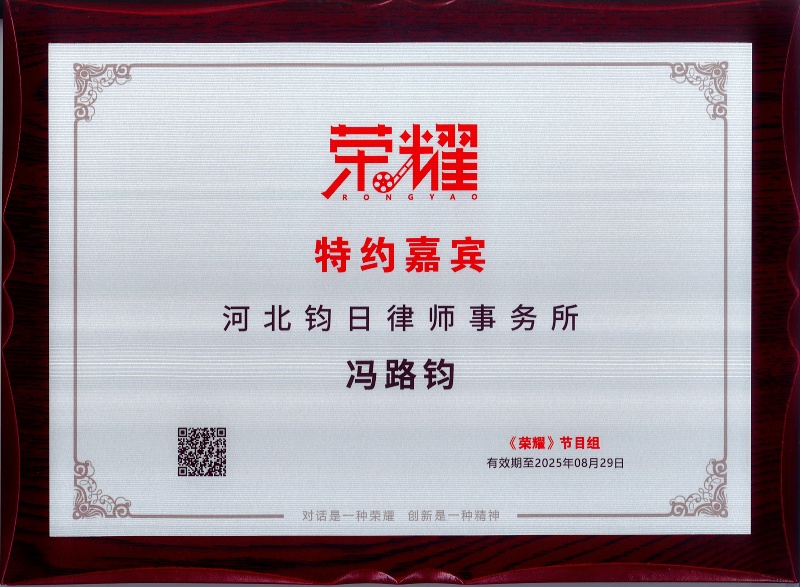 荣耀
RONGYAO
特约嘉宾
河北钧日律师事务所
冯路钧
《荣耀》节目组
有效期至2025年08月29日
对话是一种荣耀 创新是一种精神